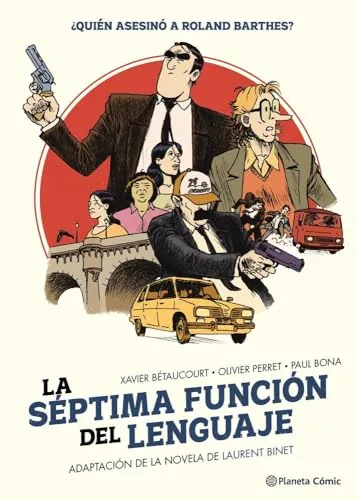 ¿QUIÉN ASESINÓ A ROLAND BARTHES?
XAVIER BÉTAUCOURT • OLIVIER PERRET • PAUL BONA
LA
SÉPTIMA FUNCIÓN
DEL LENGUAJE
ADAPTACIÓN DE LA NOVELA DE LAURENT BINET
Planeta Cómic